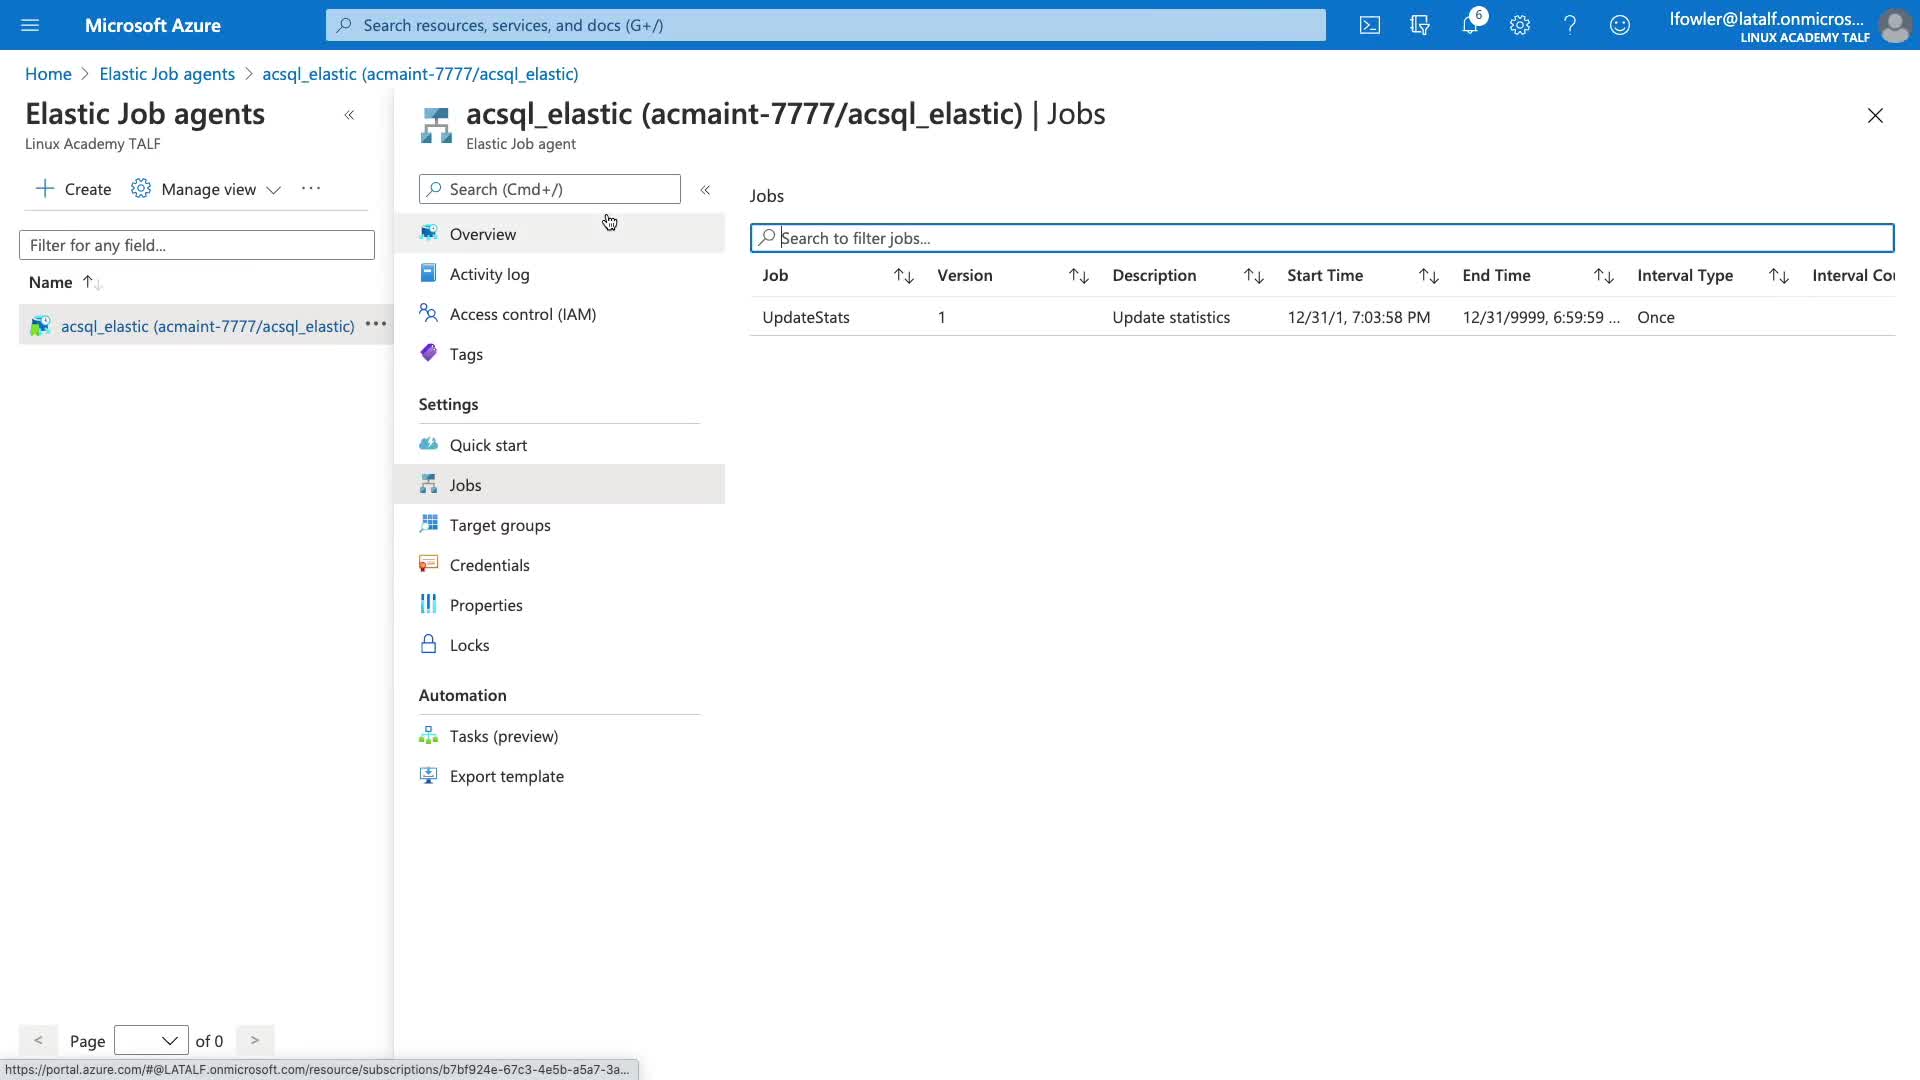 Microsoft Azure
Search resources, services, and docs (G+/)
6
lfowler@latalf.onmicros...
LINUX ACADEMY TALF
Home > Elastic Job agents > acsql_elastic (acmaint-7777/acsql_elastic)
Elastic Job agents
«
Linux Academy TALF
+ Create
Manage view
...
Filter for any field...
Name ↑↓
acsql_elastic (acmaint-7777/acsql_elastic) ...
Page
of 0
acsql_elastic (acmaint-7777/acsql_elastic) | Jobs
Elastic Job agent
Search (Cmd+/)
«
Overview
Activity log
Access control (IAM)
Tags
Settings
Quick start
Jobs
Target groups
Credentials
Properties
Locks
Automation
Tasks (preview)
Export template
Jobs
Search to filter jobs...
Job ↑↓ Version ↑↓ Description ↑↓ Start Time ↑↓ End Time ↑↓ Interval Type ↑↓ Interval Cou
UpdateStats 1 Update statistics 12/31/1, 7:03:58 PM 12/31/9999, 6:59:59 ... Once
https://portal.azure.com/#@LATALF.onmicrosoft.com/resource/subscriptions/b7bf924e-67c3-4e5b-a5a7-3a...